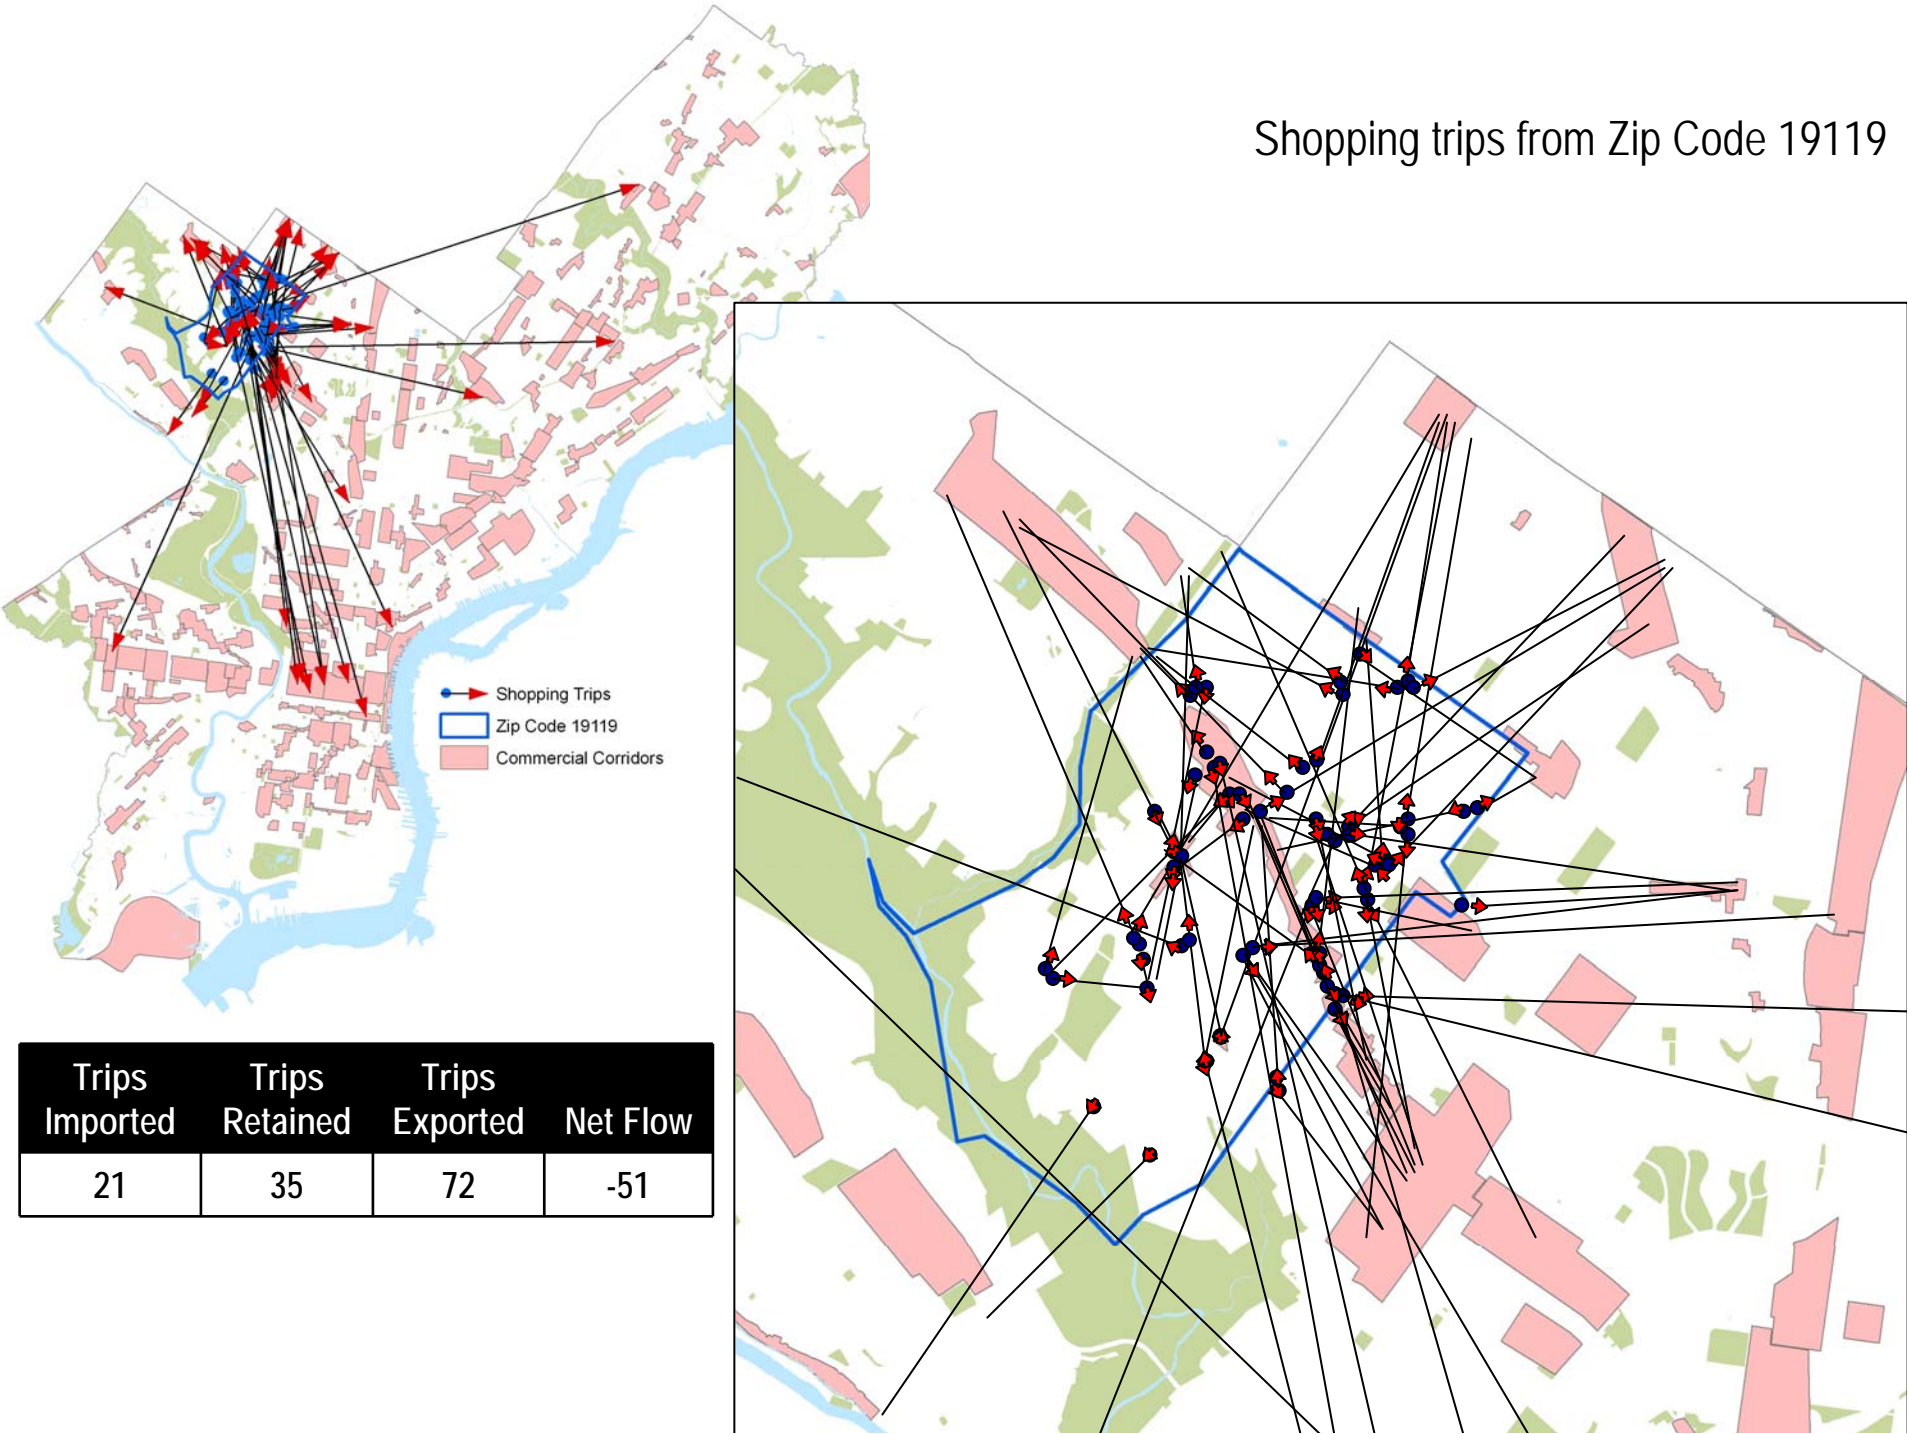 Shopping trips from Zip Code 19119
Shopping Trips
Zip Code 19119
Commercial Corridors
Trips Imported
Trips Retained
Trips Exported
Net Flow
21
35
72
-51